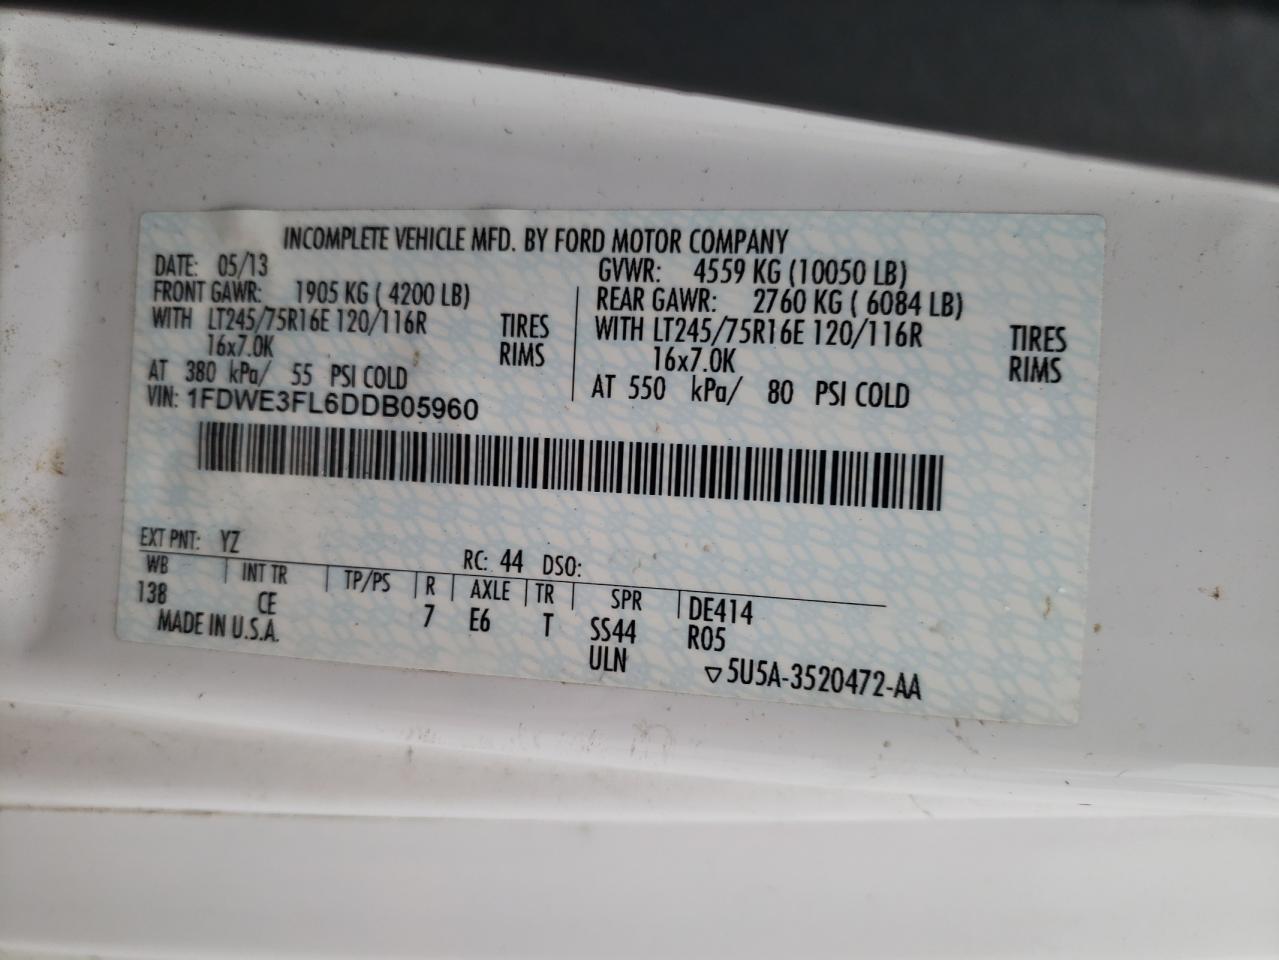 INCOMPLETE VEHICLE MFD. BY FORD MOTOR COMPANY
DATE: 05/13 GVWR: 4559 KG (10050 LB)
FRONT GAWR: 1905 KG ( 4200 LB) REAR GAWR: 2760 KG ( 6084 LB)
WITH LT245/75R16E 120/116R TIRES WITH LT245/75R16E 120/116R TIRES
16x7.0K RIMS 16x7.0K RIMS
AT 380 kPa/ 55 PSI COLD AT 550 kPa/ 80 PSI COLD
VIN: 1FDWE3FL6DDB05960
EXT PNT: YZ RC: 44 DSO:
WB INT TR TP/PS R AXLE TR SPR DE414
138 CE 7 E6 T SS44 R05
MADE IN U.S.A. ULN ▽5U5A-3520472-AA